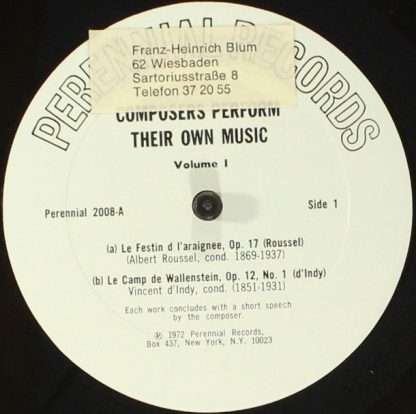 PERENNIAL RECORDS
Franz-Heinrich Blum
62 Wiesbaden
Sartoriusstraße 8
Telefon 37 20 55
COMPOSERS PERFORM
THEIR OWN MUSIC
Volume I
Perennial 2008-A
Side 1
(a) Le Festin d l'araignee, Op. 17 (Roussel)
(Albert Roussel, cond. 1869-1937)
(b) Le Camp de Wallenstein, Op. 12, No. 1 (d'Indy)
Vincent d'Indy, cond. (1851-1931)
Each work concludes with a short speech
by the composer.
℗ 1972 Perennial Records,
Box 437, New York, N.Y. 10023